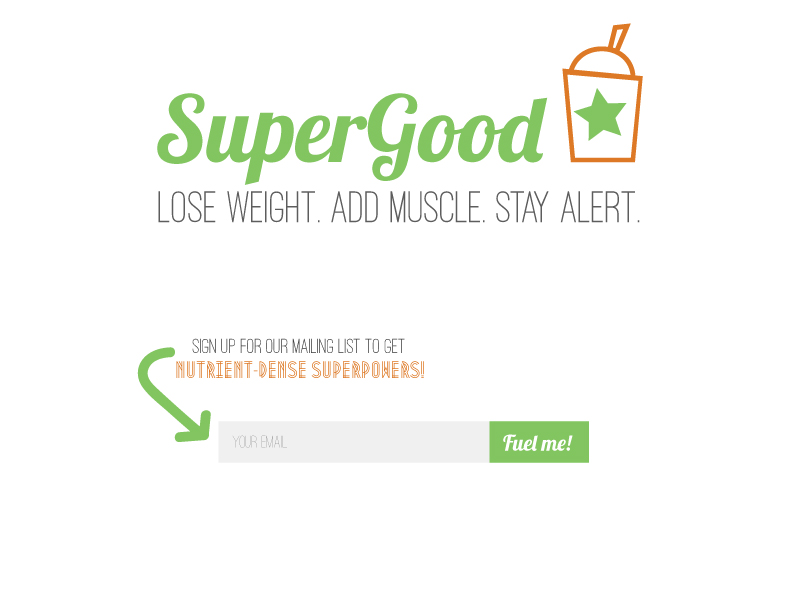 SuperGood
LOSE WEIGHT. ADD MUSCLE. STAY ALERT.
SIGN UP FOR OUR MAILING LIST TO GET
NUTRIENT-DENSE SUPERPOWERS!
YOUR EMAIL
Fuel me!